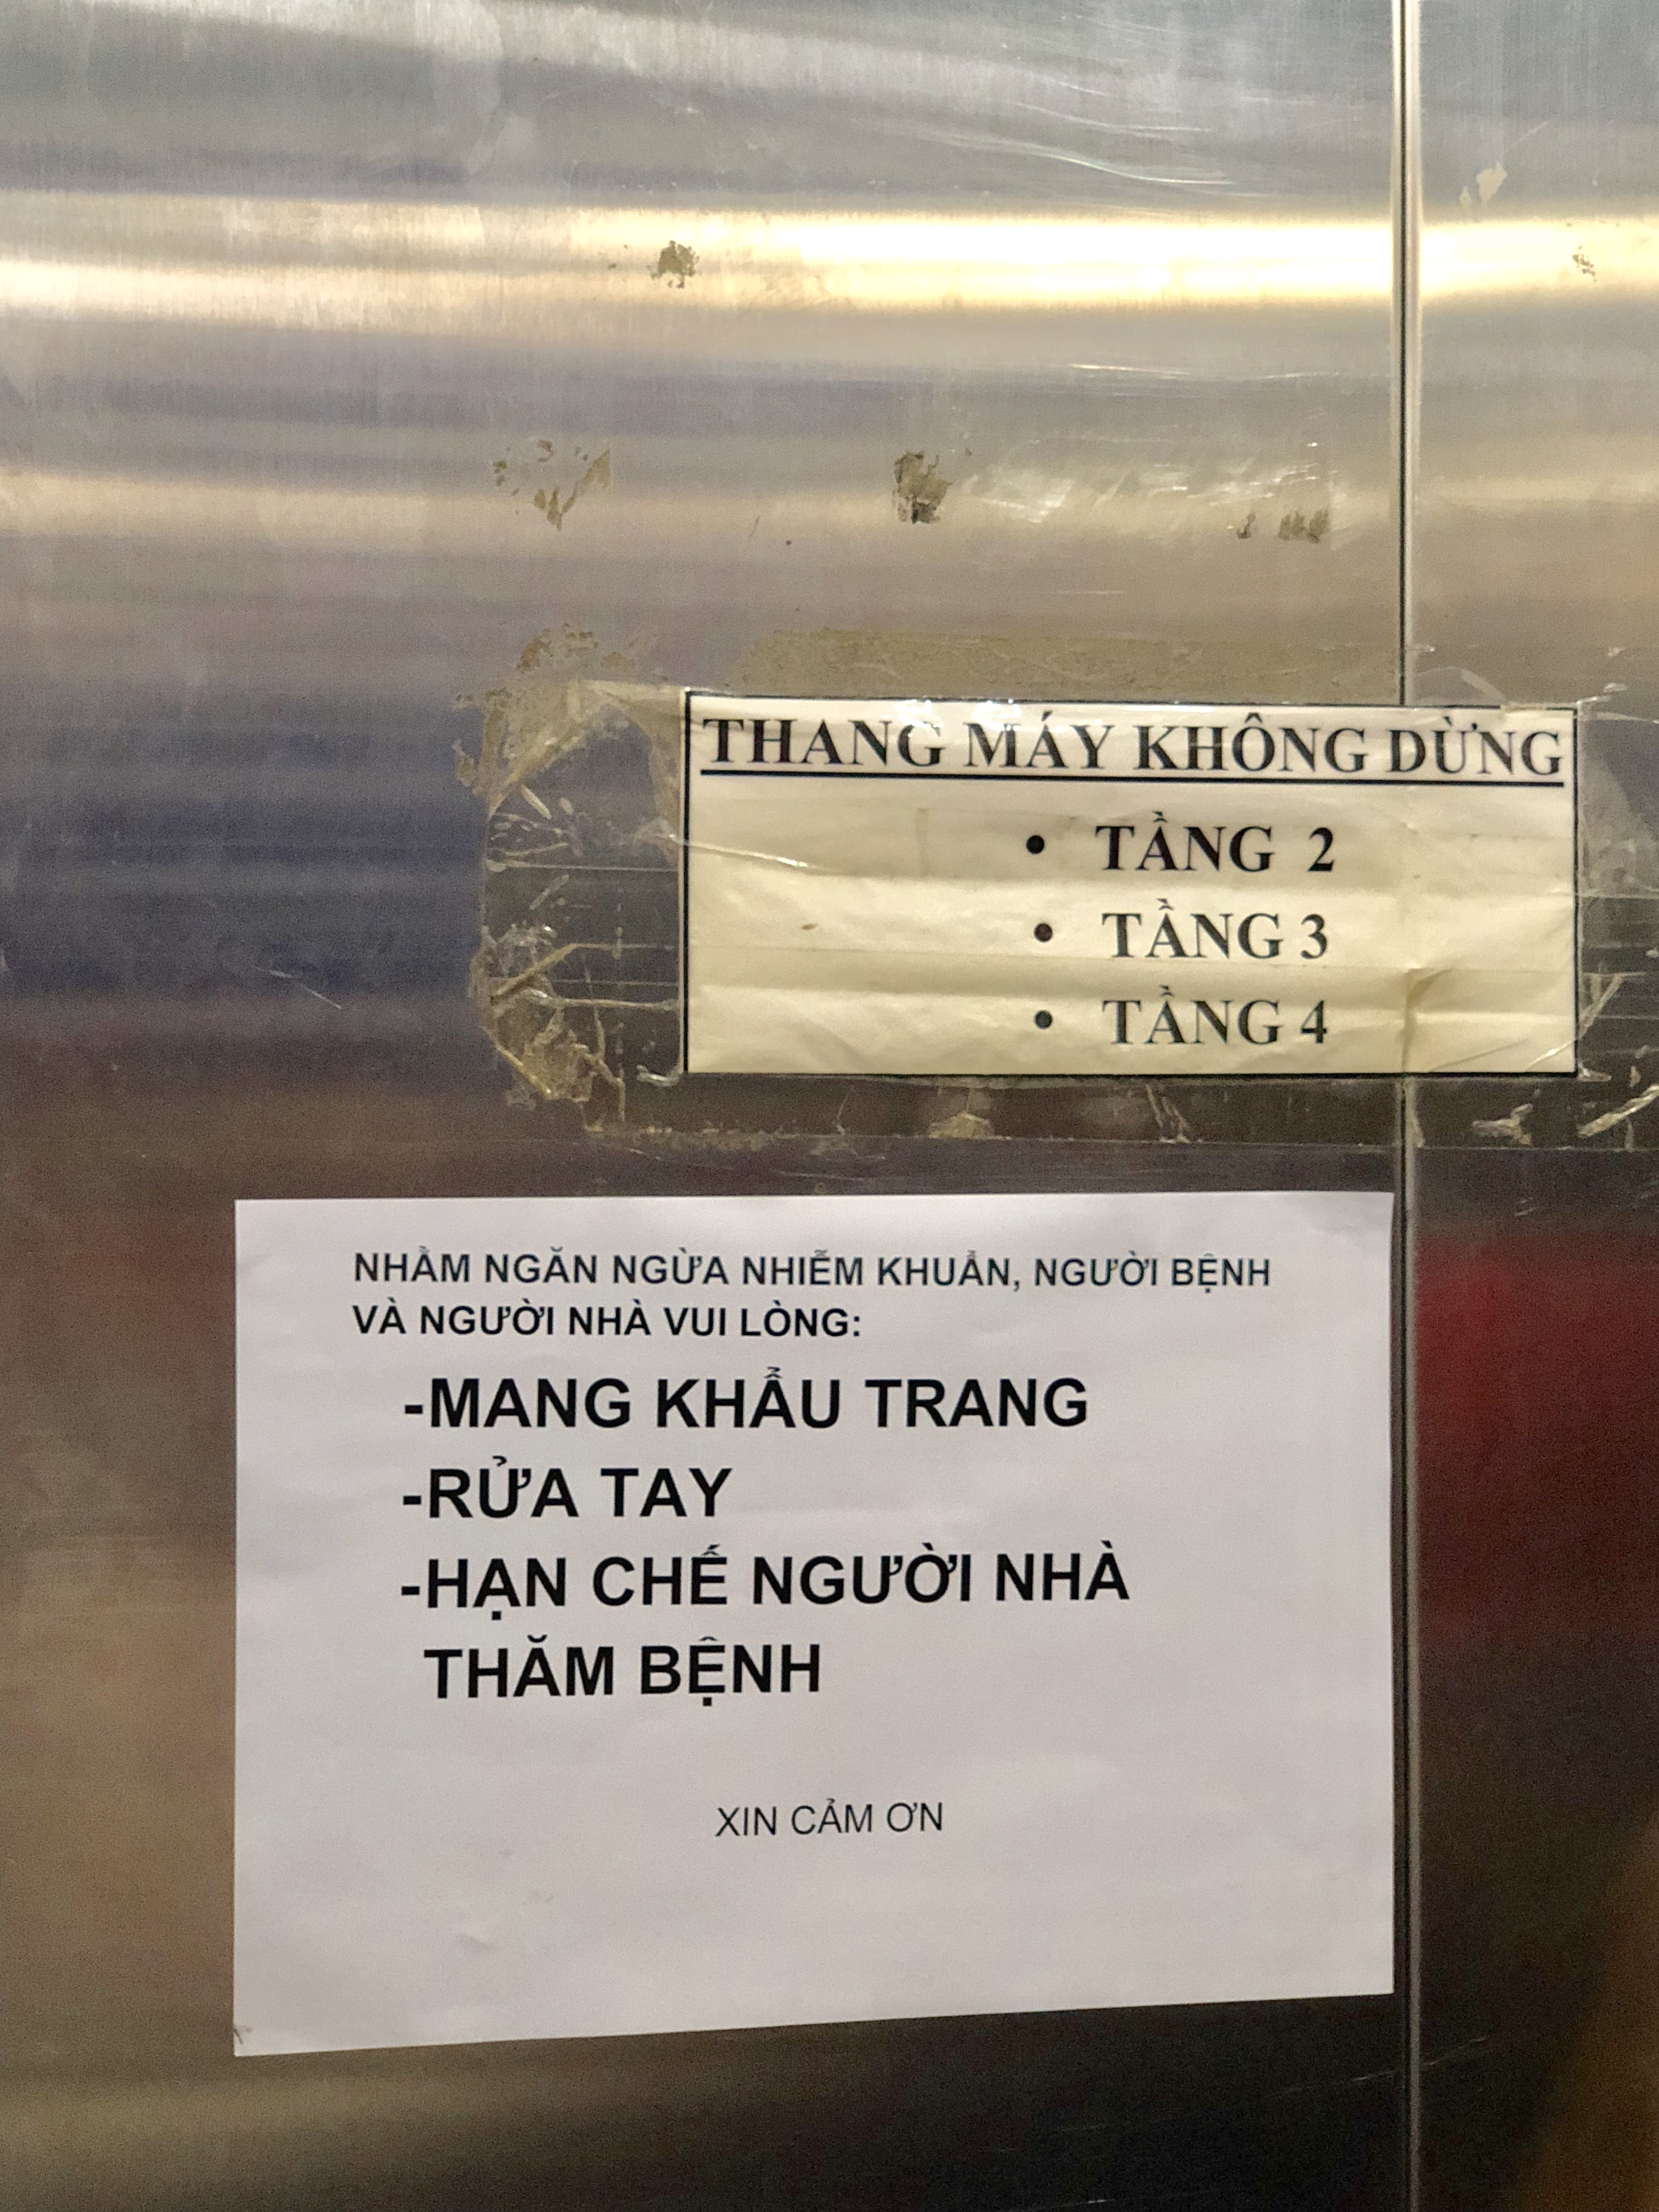 THANG MÁY KHÔNG DỪNG
• TẦNG 2
• TẦNG 3
• TẦNG 4
NHẰM NGĂN NGỪA NHIỄM KHUẨN, NGƯỜI BỆNH
VÀ NGƯỜI NHÀ VUI LÒNG:
-MANG KHẨU TRANG
-RỬA TAY
-HẠN CHẾ NGƯỜI NHÀ
THĂM BỆNH
XIN CẢM ƠN